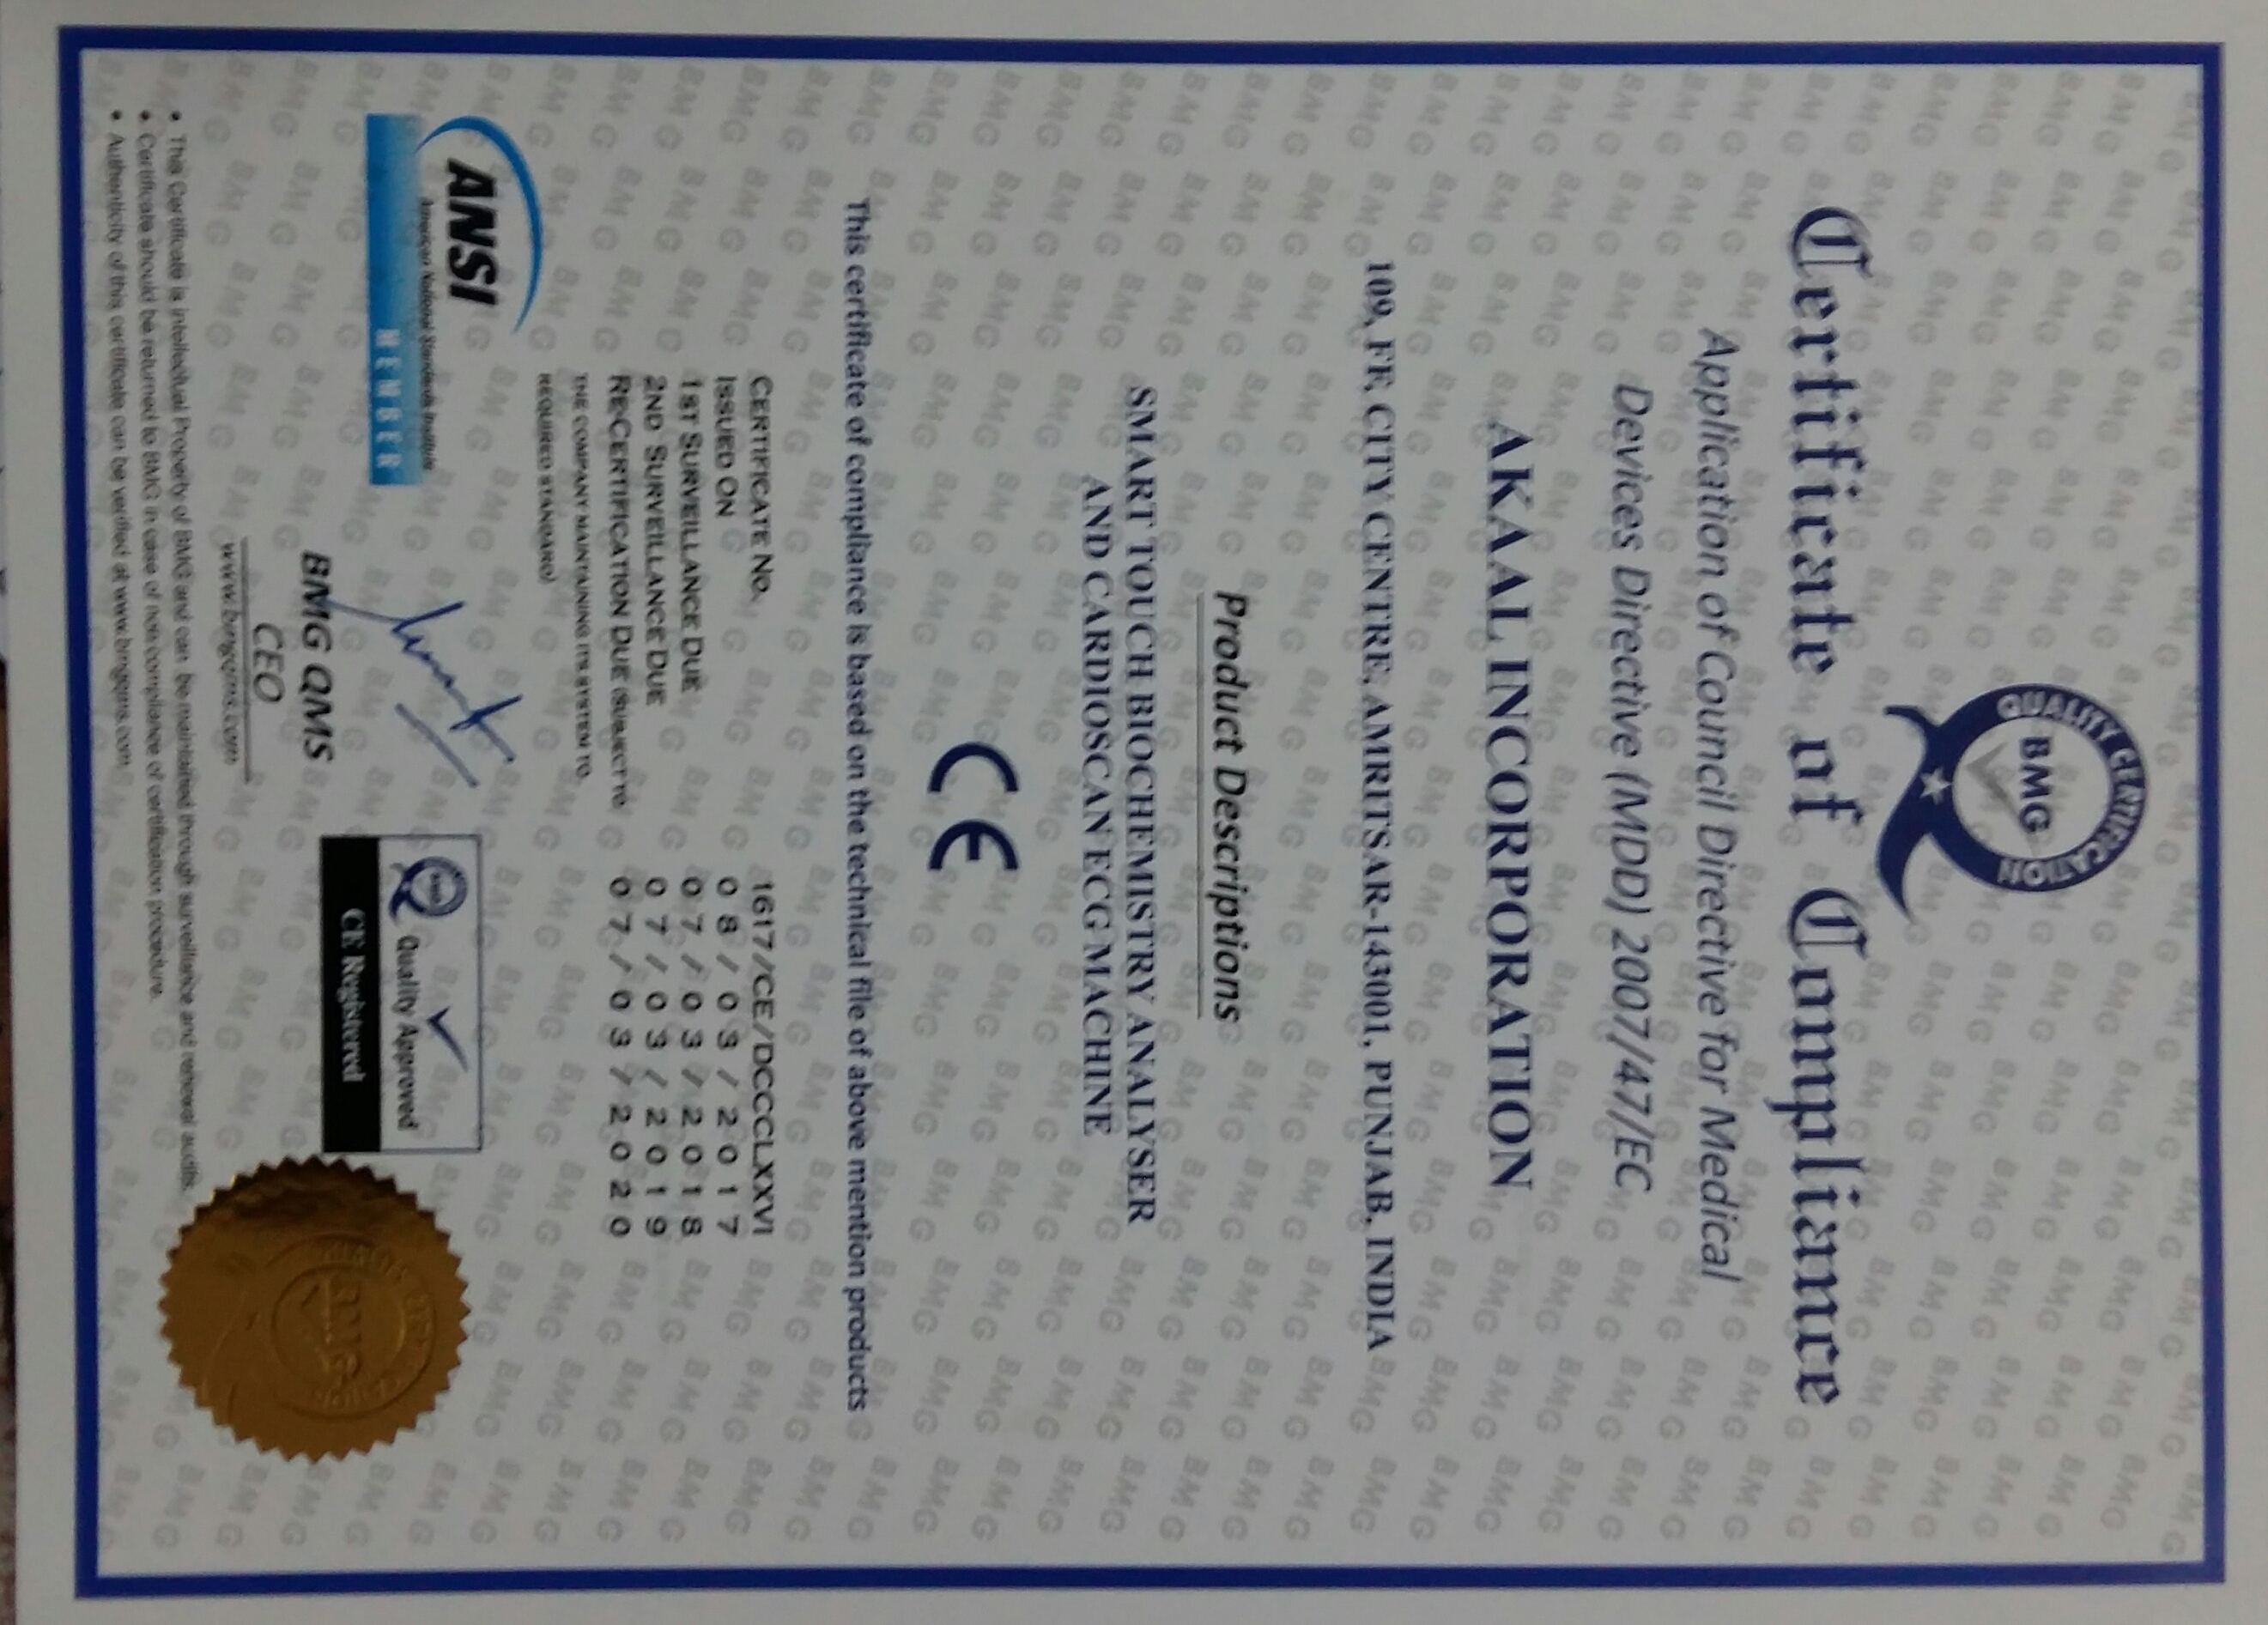 QUALITY CERTIFICATION
BMG
Certificate of Compliance
Application of Council Directive for Medical
Devices Directive (MDD) 2007/47/EC
AKAAL INCORPORATION
109, FF, CITY CENTRE, AMRITSAR-143001, PUNJAB, INDIA
Product Descriptions
SMART TOUCH BIOCHEMISTRY ANALYSER
AND CARDIOSCAN ECG MACHINE
CE
This certificate of compliance is based on the technical file of above mention products
CERTIFICATE NO. 1617/CE/DCCCLXXVI
ISSUED ON 08/03/2017
1ST SURVEILLANCE DUE 07/03/2018
2ND SURVEILLANCE DUE 07/03/2019
RE-CERTIFICATION DUE (SUBJECT TO 07/03/2020
THE COMPANY MAINTAINING ITS SYSTEM TO
REQUIRED STANDARD)
ANSI
American National Standards Institute
MEMBER
BMG QMS
CEO
www.bmgqms.com
Quality Approved
CE Registered
BMG
• This Certificate is intellectual Property of BMG and can be maintained through surveillance and renewal audits.
• Certificate should be returned to BMG in case of non compliance of certification procedure.
• Authenticity of this certificate can be verified at www.bmgqms.com